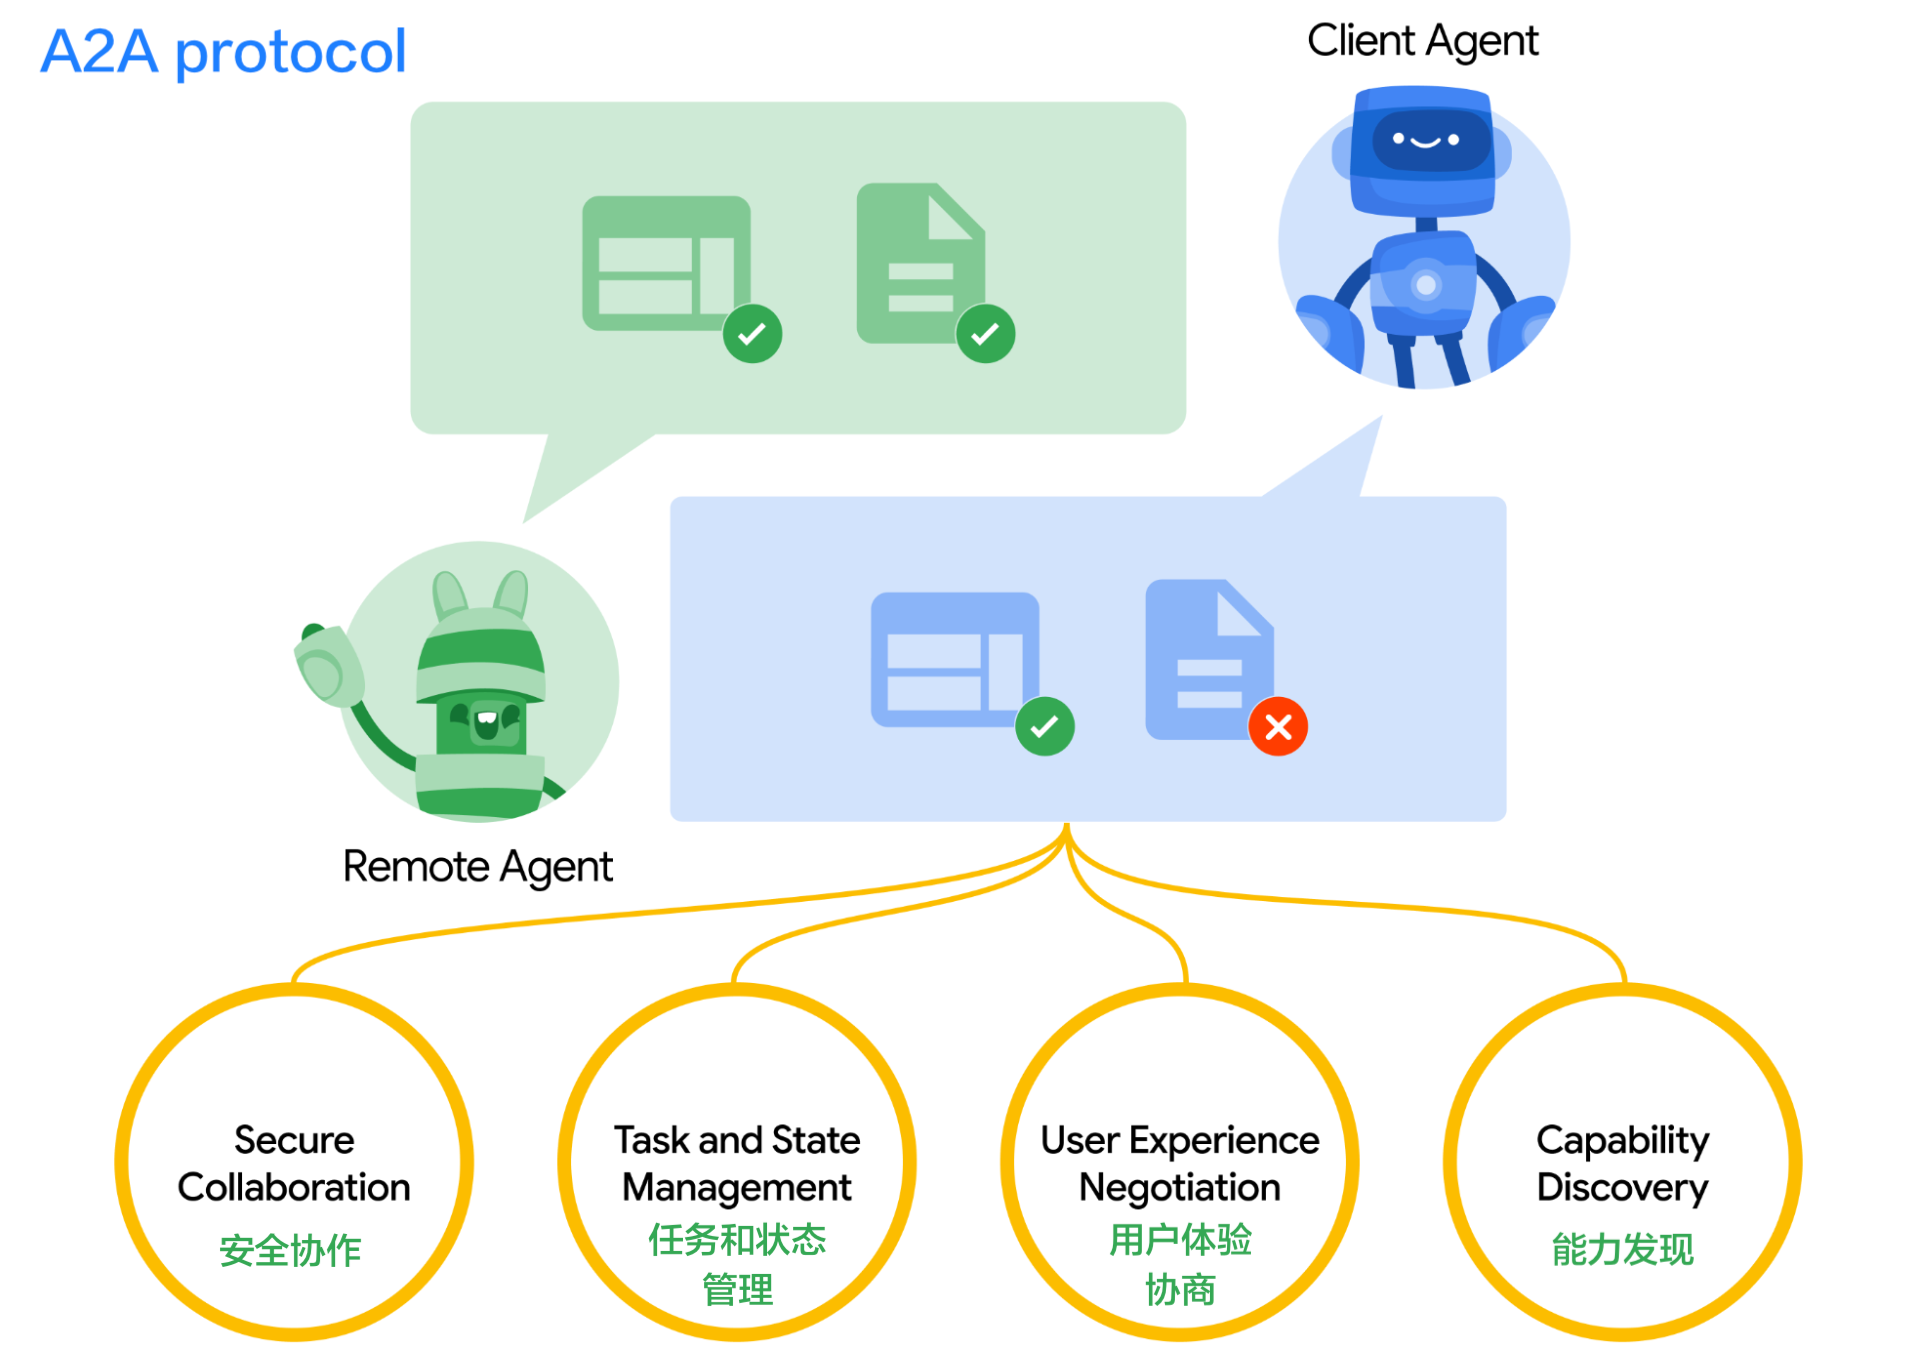 A2A protocol
Client Agent
Remote Agent
Secure
Collaboration
安全协作
Task and State
Management
任务和状态
管理
User Experience
Negotiation
用户体验
协商
Capability
Discovery
能力发现